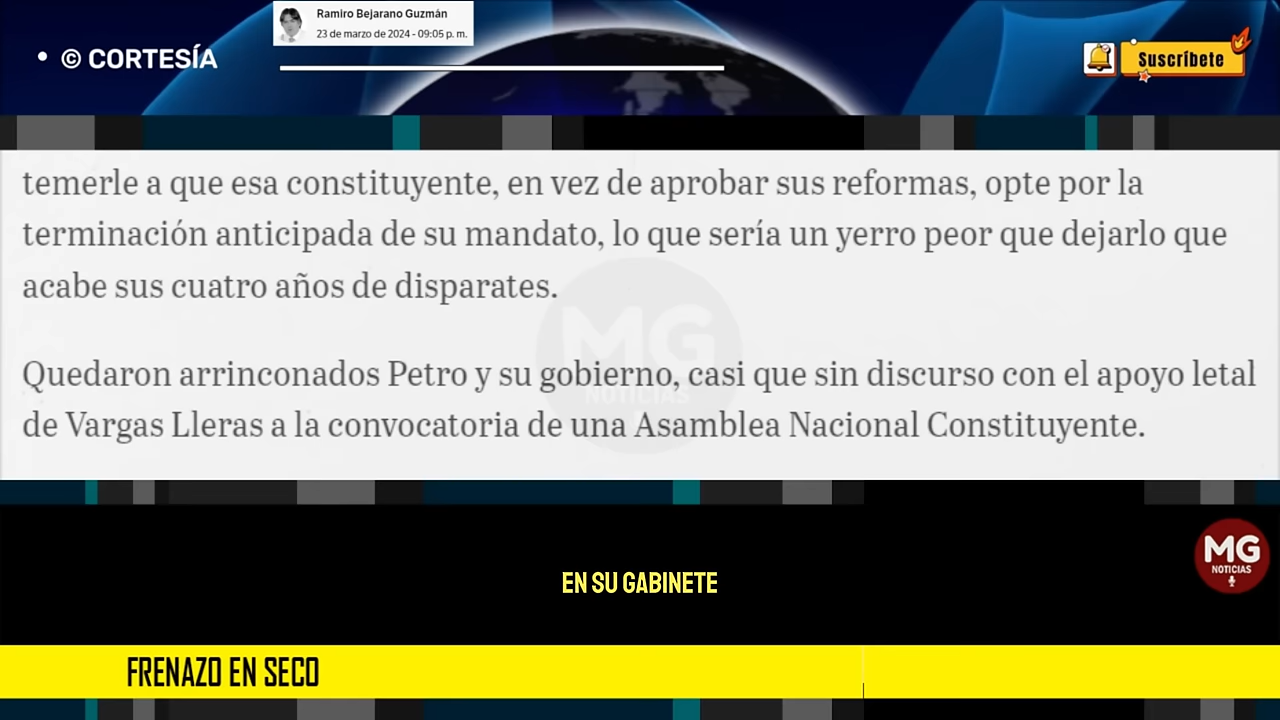 Ramiro Bejarano Guzmán
23 de marzo de 2024 - 09:05 p. m.
• © CORTESÍA
Suscríbete
temerle a que esa constituyente, en vez de aprobar sus reformas, opte por la
terminación anticipada de su mandato, lo que sería un yerro peor que dejarlo que
acabe sus cuatro años de disparates.
Quedaron arrinconados Petro y su gobierno, casi que sin discurso con el apoyo letal
de Vargas Lleras a la convocatoria de una Asamblea Nacional Constituyente.
MG
NOTICIAS
EN SU GABINETE
MG
NOTICIAS
FRENAZO EN SECO